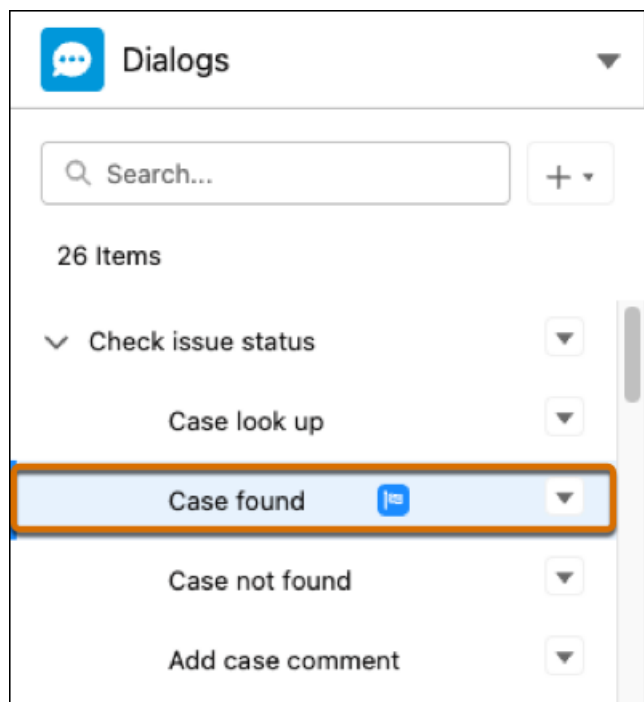 Dialogs
Search...
26 Items
Check issue status
Case look up
Case found
Case not found
Add case comment